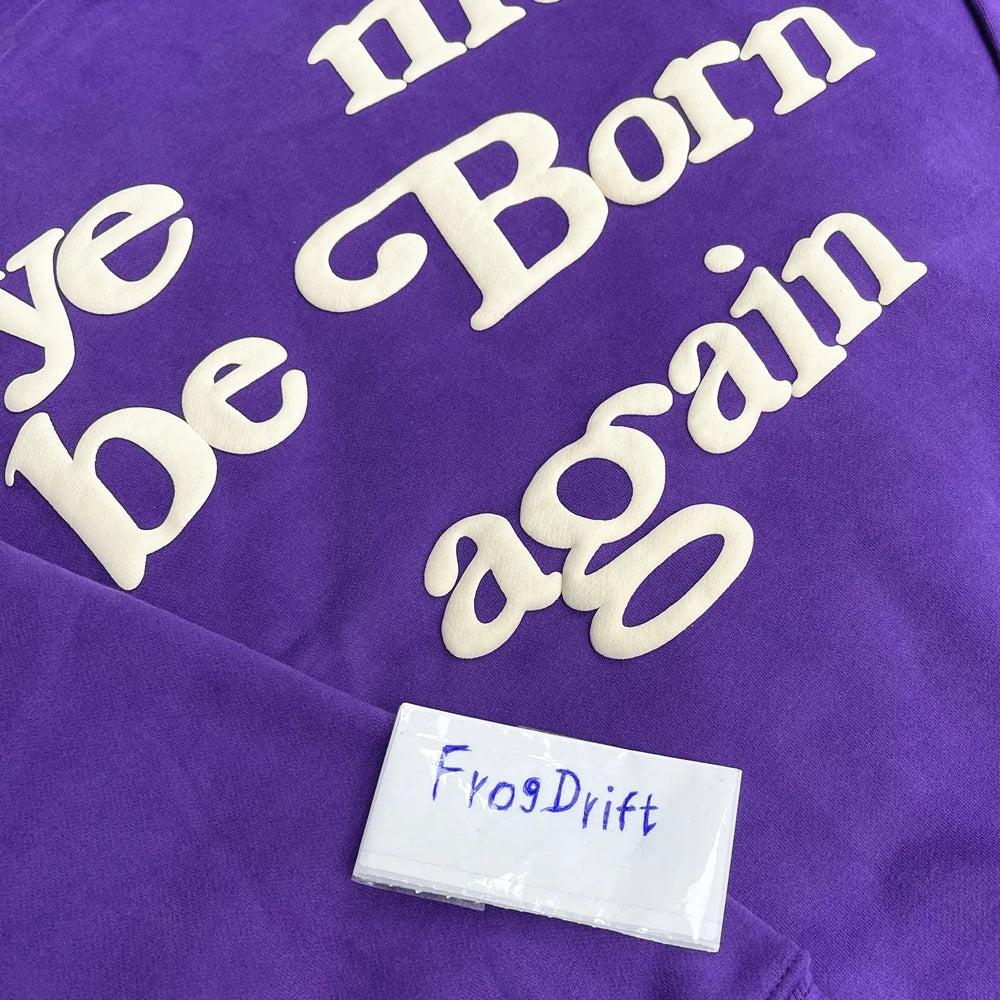 ye
be Born
again
FrogDrift